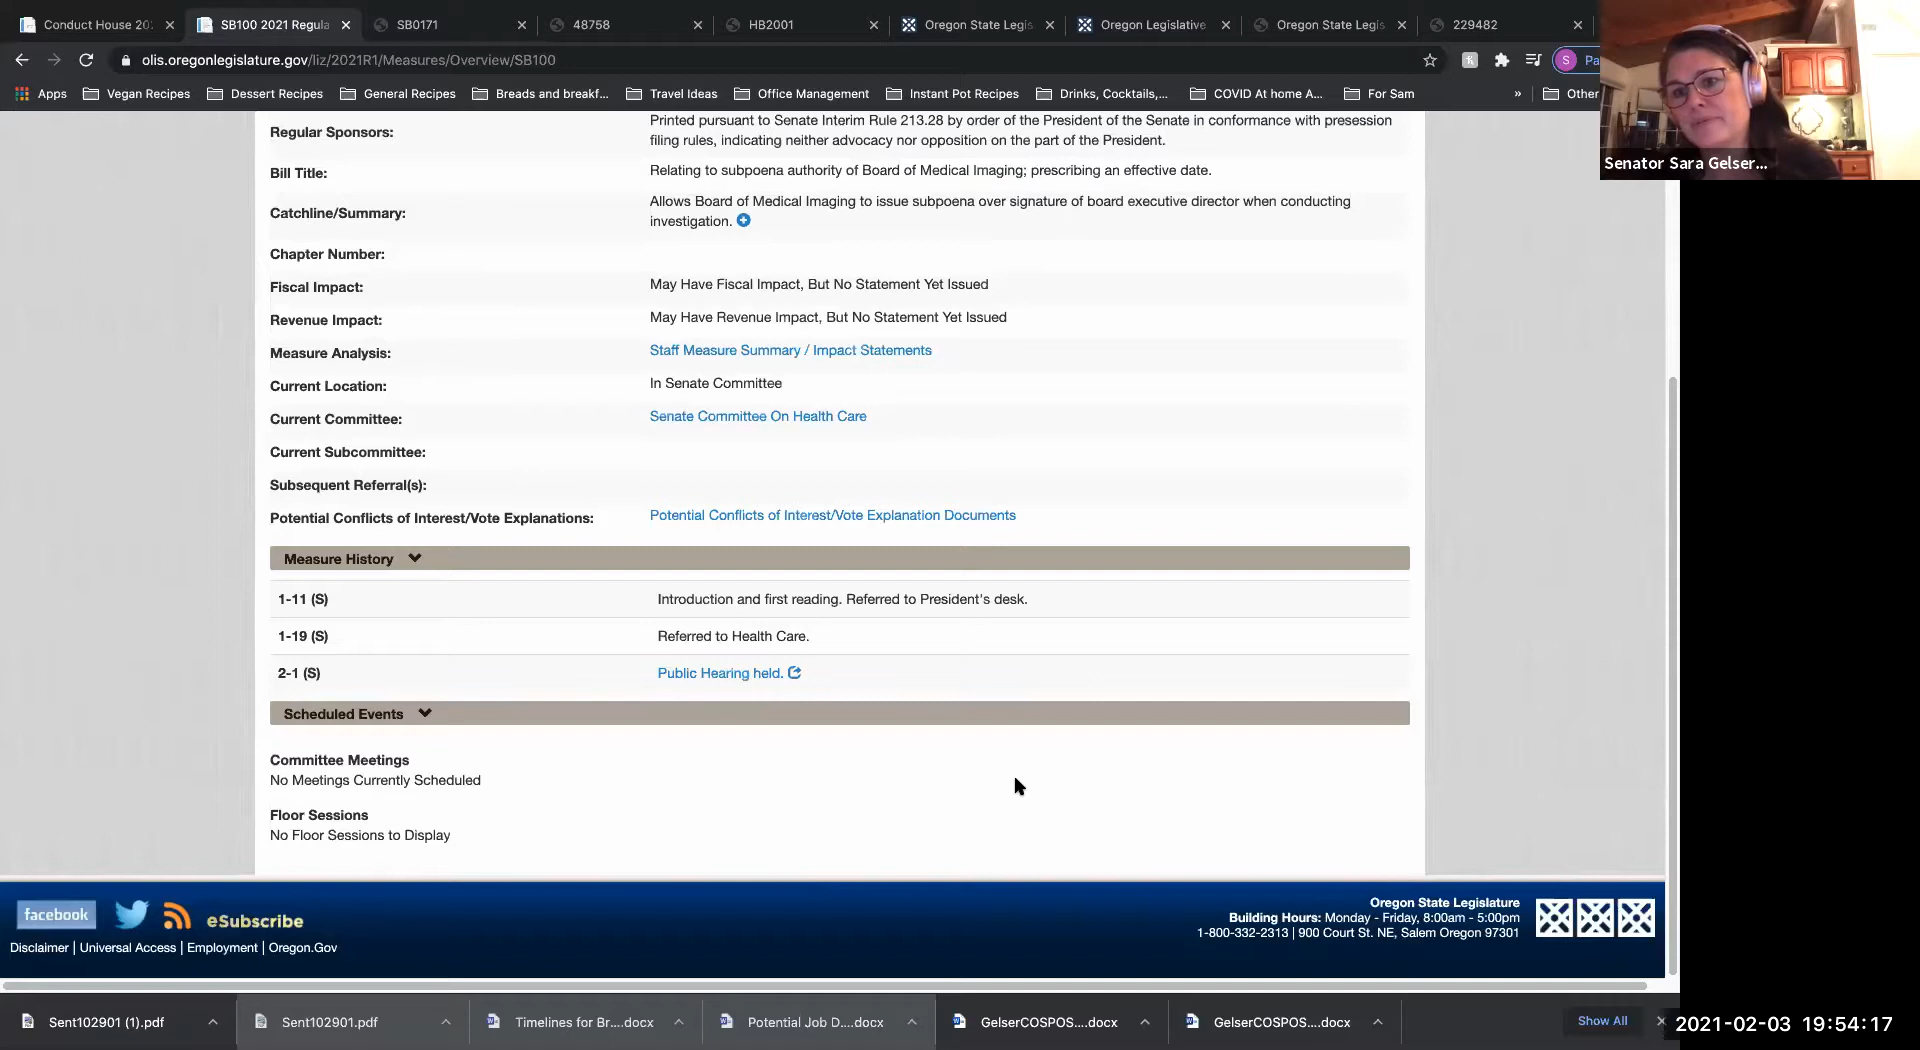 Conduct House 202
SB100 2021 Regula
SB0171
48758
HB2001
Oregon State Legis
Oregon Legislative
Oregon State Legis
229482
olis.oregonlegislature.gov/liz/2021R1/Measures/Overview/SB100
S
Pa
Apps
Vegan Recipes
Dessert Recipes
General Recipes
Breads and breakf...
Travel Ideas
Office Management
Instant Pot Recipes
Drinks, Cocktails,...
COVID At home A...
For Sam
»
Other
Senator Sara Gelser...
Regular Sponsors:
Printed pursuant to Senate Interim Rule 213.28 by order of the President of the Senate in conformance with presession
filing rules, indicating neither advocacy nor opposition on the part of the President.
Bill Title:
Relating to subpoena authority of Board of Medical Imaging; prescribing an effective date.
Catchline/Summary:
Allows Board of Medical Imaging to issue subpoena over signature of board executive director when conducting
investigation.
Chapter Number:
Fiscal Impact:
May Have Fiscal Impact, But No Statement Yet Issued
Revenue Impact:
May Have Revenue Impact, But No Statement Yet Issued
Measure Analysis:
Staff Measure Summary / Impact Statements
Current Location:
In Senate Committee
Current Committee:
Senate Committee On Health Care
Current Subcommittee:
Subsequent Referral(s):
Potential Conflicts of Interest/Vote Explanations:
Potential Conflicts of Interest/Vote Explanation Documents
Measure History
1-11 (S)
Introduction and first reading. Referred to President's desk.
1-19 (S)
Referred to Health Care.
2-1 (S)
Public Hearing held.
Scheduled Events
Committee Meetings
No Meetings Currently Scheduled
Floor Sessions
No Floor Sessions to Display
facebook
eSubscribe
Disclaimer | Universal Access | Employment | Oregon.Gov
Oregon State Legislature
Building Hours: Monday - Friday, 8:00am - 5:00pm
1-800-332-2313 | 900 Court St. NE, Salem Oregon 97301
Sent102901 (1).pdf
Sent102901.pdf
Timelines for Br....docx
Potential Job D....docx
GelserCOSPOS....docx
GelserCOSPOS....docx
Show All
2021-02-03 19:54:17